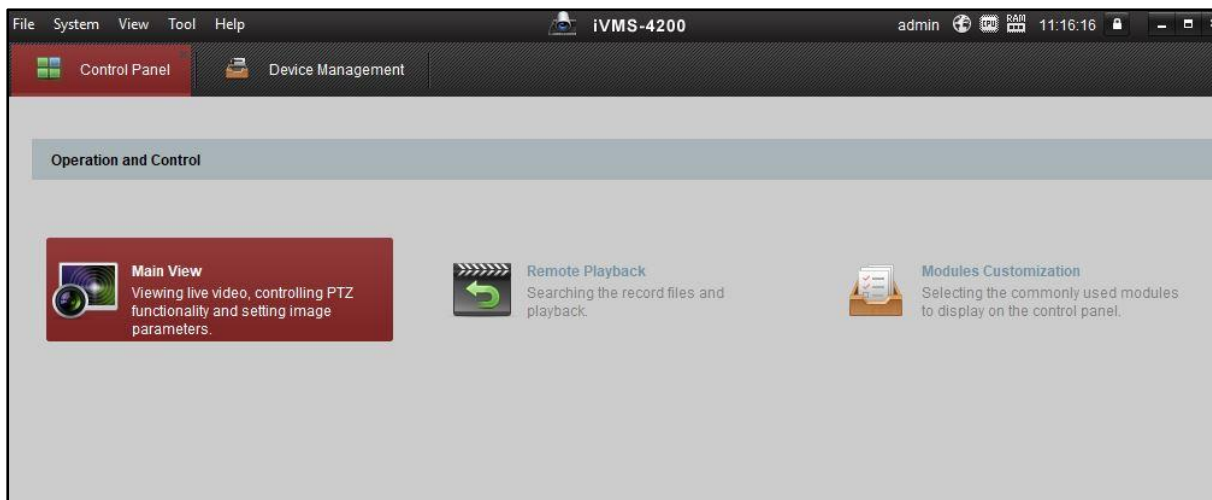 File System View Tool Help iVMS-4200 admin CPU RAM 11:16:16
Control Panel Device Management
Operation and Control
Main View
Viewing live video, controlling PTZ
functionality and setting image
parameters.
Remote Playback
Searching the record files and
playback.
Modules Customization
Selecting the commonly used modules
to display on the control panel.